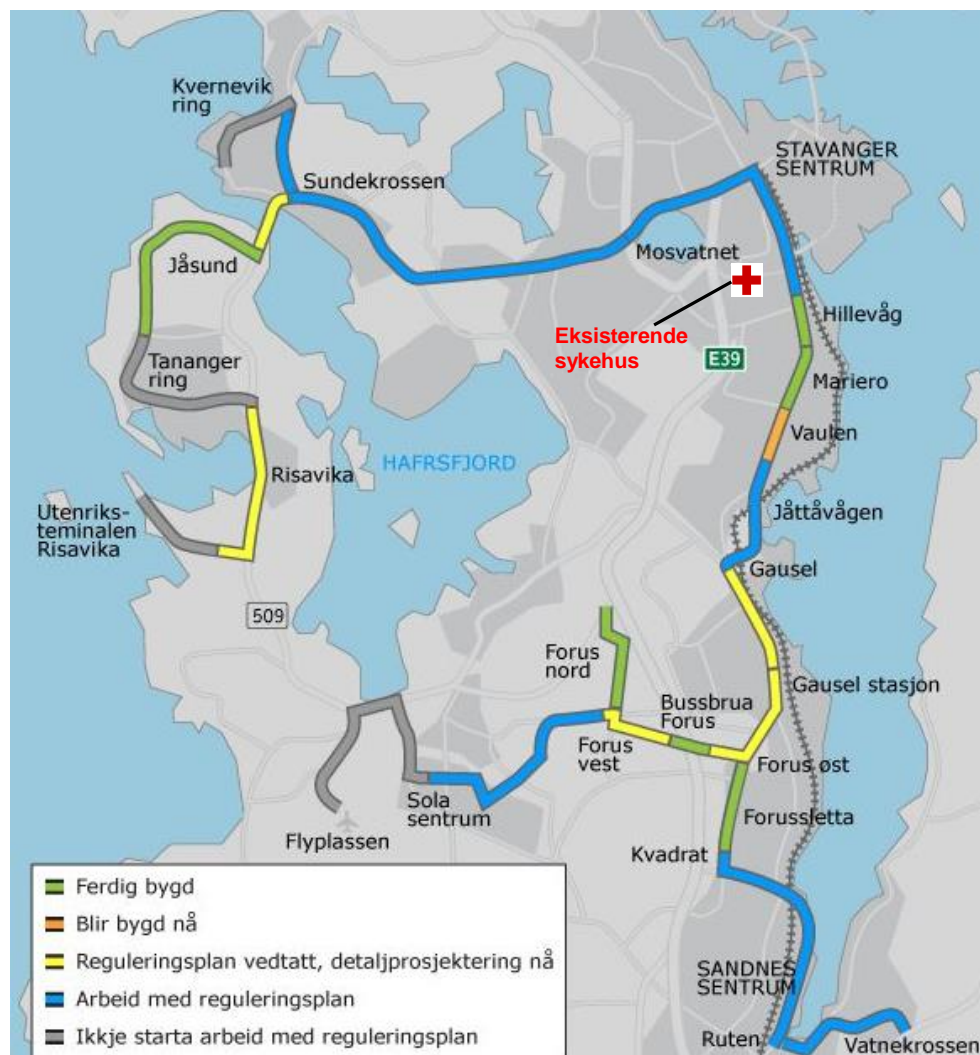 Kvernevik
ring
STAVANGER
SENTRUM
Sundekrossen
Mosvatnet
Jåsund
Eksisterende
sykehus
Hillevåg
E39
Tananger
ring
Mariero
Vaulen
HAFRSFJORD
Risavika
Utenriks-
teminalen
Risavika
Jåttåvågen
Gausel
509
Forus
nord
Gausel stasjon
Bussbrua
Forus
Forus
vest
Forus øst
Sola
sentrum
Forussletta
Flyplassen
Kvadrat
Ferdig bygd
Blir bygd nå
Reguleringsplan vedtatt, detaljprosjektering nå
Arbeid med reguleringsplan
Ikkje starta arbeid med reguleringsplan
SANDNES
SENTRUM
Ruten
Vatnekrossen